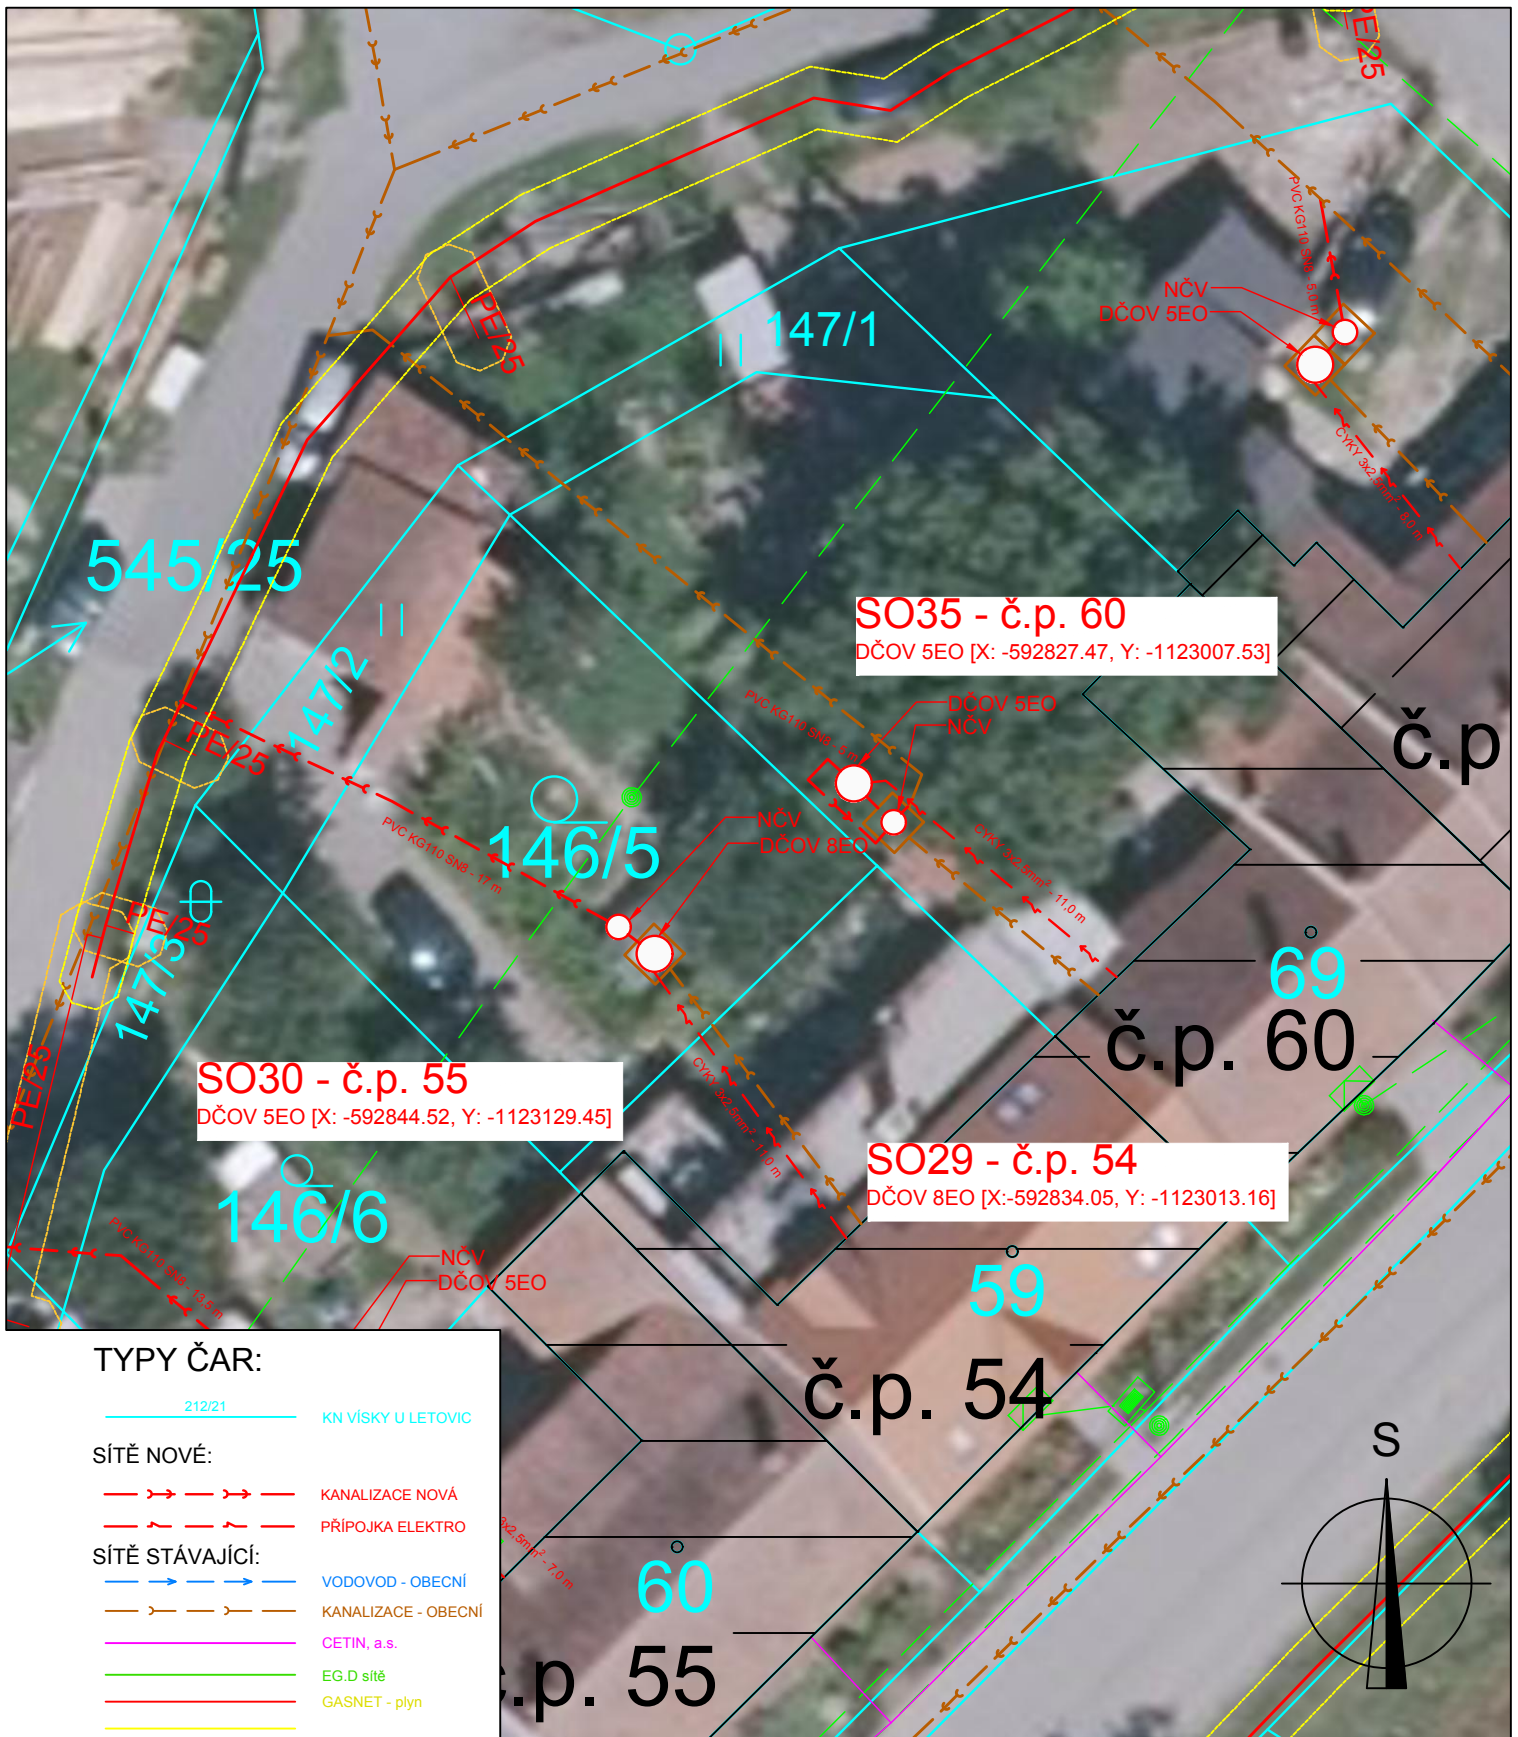 PE/25
PVC KG110 SN8 - 5,0 m
NČV
DČOV 5EO
147/1
PE/25
CYKY 3x2,5mm² - 8,0 m
545/25
SO35 - č.p. 60
DČOV 5EO [X: -592827.47, Y: -1123007.53]
147/2
PVC KG110 SN8 - 5
DČOV 5EO
NČV
č.p
PE/25
NČV
DČOV 8EO
146/5
PVC KG110 SN8 - 17 m
CYKY 3x2,5mm² - 11,0 m
PE/25
147/3
69
č.p. 60
PE/25
SO30 - č.p. 55
DČOV 5EO [X: -592844.52, Y: -1123129.45]
CYKY 3x2,5mm² - 11,0 m
SO29 - č.p. 54
DČOV 8EO [X:-592834.05, Y: -1123013.16]
146/6
PVC KG110 SN8 - 13,5 m
NČV
DČOV 5EO
59
č.p. 54
TYPY ČAR:
212/21
KN VÍSKY U LETOVIC
SÍTĚ NOVÉ:
KANALIZACE NOVÁ
PŘÍPOJKA ELEKTRO
SÍTĚ STÁVAJÍCÍ:
VODOVOD - OBECNÍ
KANALIZACE - OBECNÍ
CETIN, a.s.
EG.D sítě
GASNET - plyn
3x2,5mm² - 7,0 m
60
.p. 55
S